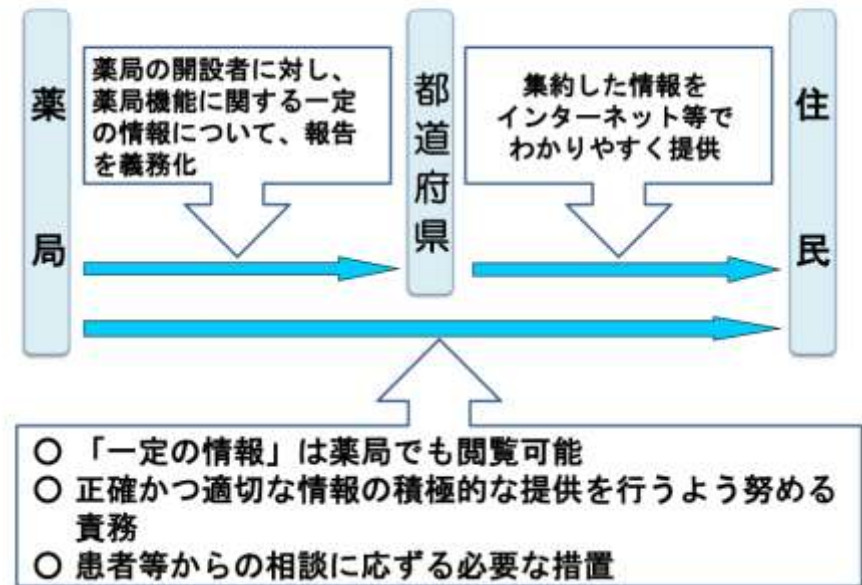 薬局
薬局の開設者に対し、
薬局機能に関する一定
の情報について、報告
を義務化
都道府県
集約した情報を
インターネット等で
わかりやすく提供
住民
○ 「一定の情報」は薬局でも閲覧可能
○ 正確かつ適切な情報の積極的な提供を行うよう努める
責務
○ 患者等からの相談に応ずる必要な措置